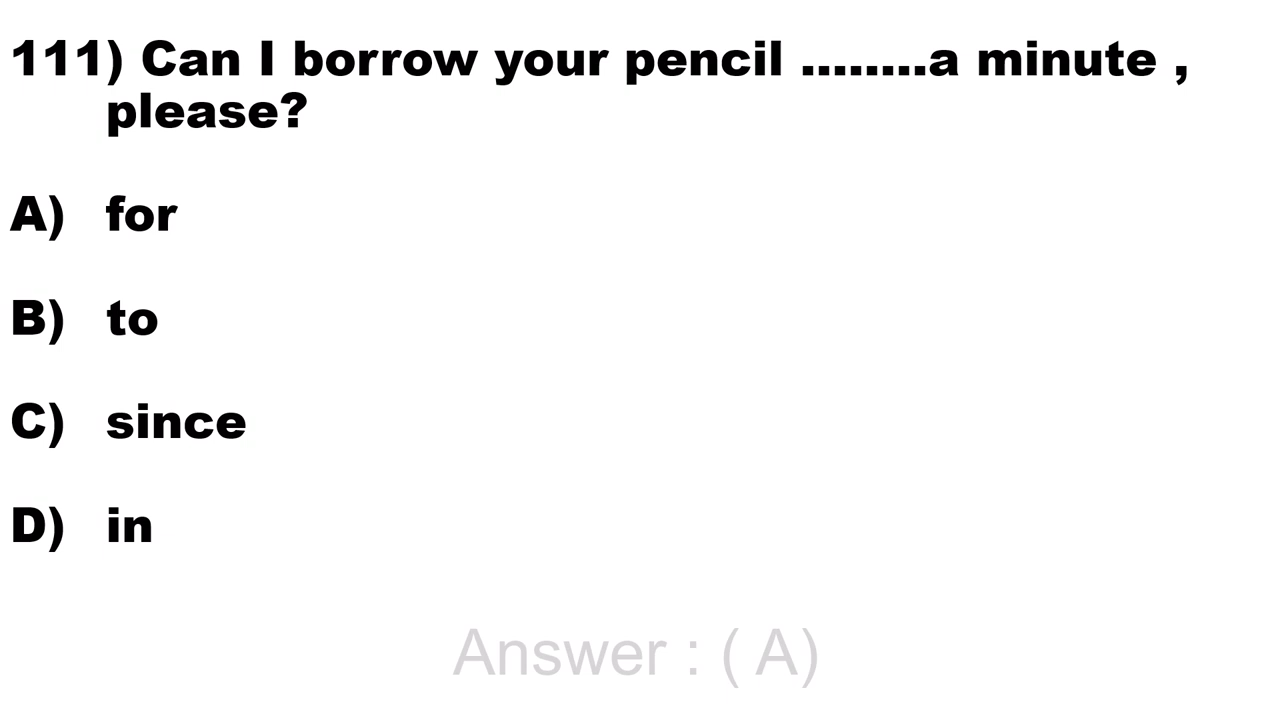 111) Can I borrow your pencil ........a minute ,
please?
A) for
B) to
C) since
D) in
Answer : ( A)